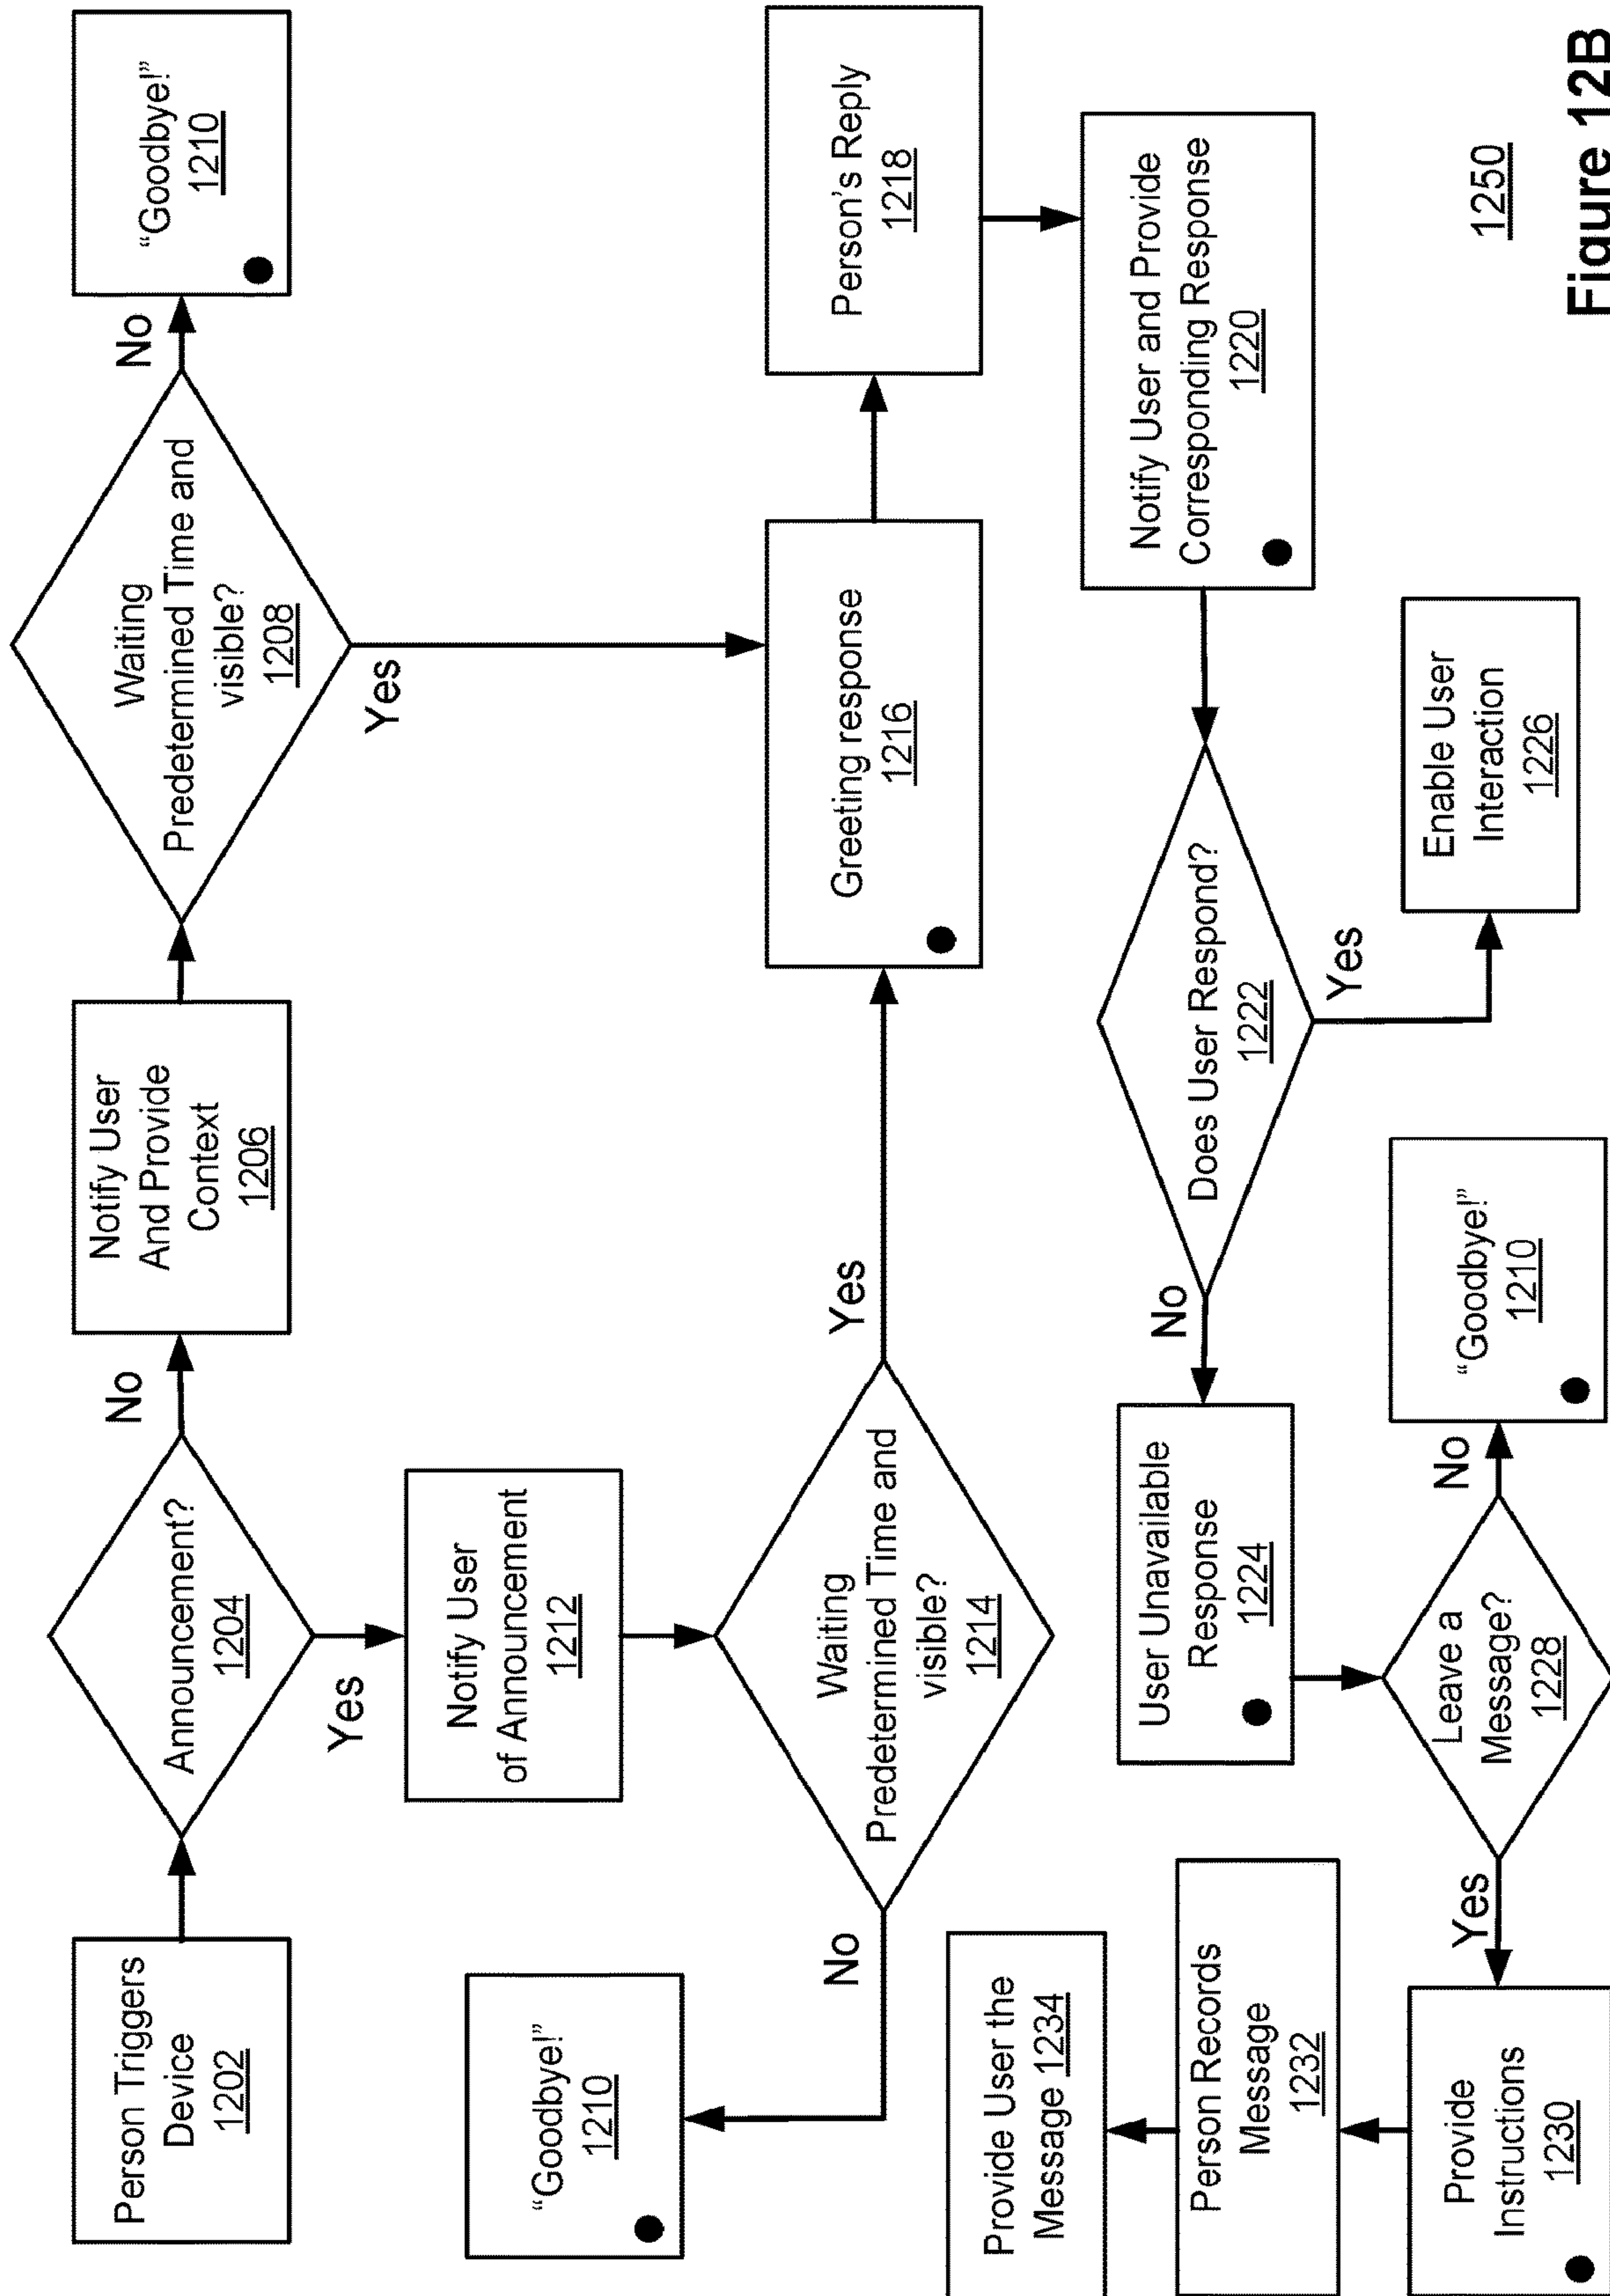 Person Triggers
Device
1202
Announcement?
1204
No
Yes
Notify User
And Provide
Context
1206
Waiting
Predetermined Time and
visible?
1208
No
Yes
“Goodbye!”
1210
Notify User
of Announcement
1212
“Goodbye!”
1210
No
Waiting
Predetermined Time and
visible?
1214
Yes
Greeting response
1216
Person's Reply
1218
Notify User and Provide
Corresponding Response
1220
Does User Respond?
1222
No
Yes
User Unavailable
Response
1224
Enable User
Interaction
1226
Leave a
Message?
1228
No
Yes
“Goodbye!”
1210
Provide User the
Message 1234
Person Records
Message
1232
Provide
Instructions
1230
1250
Figure 12B